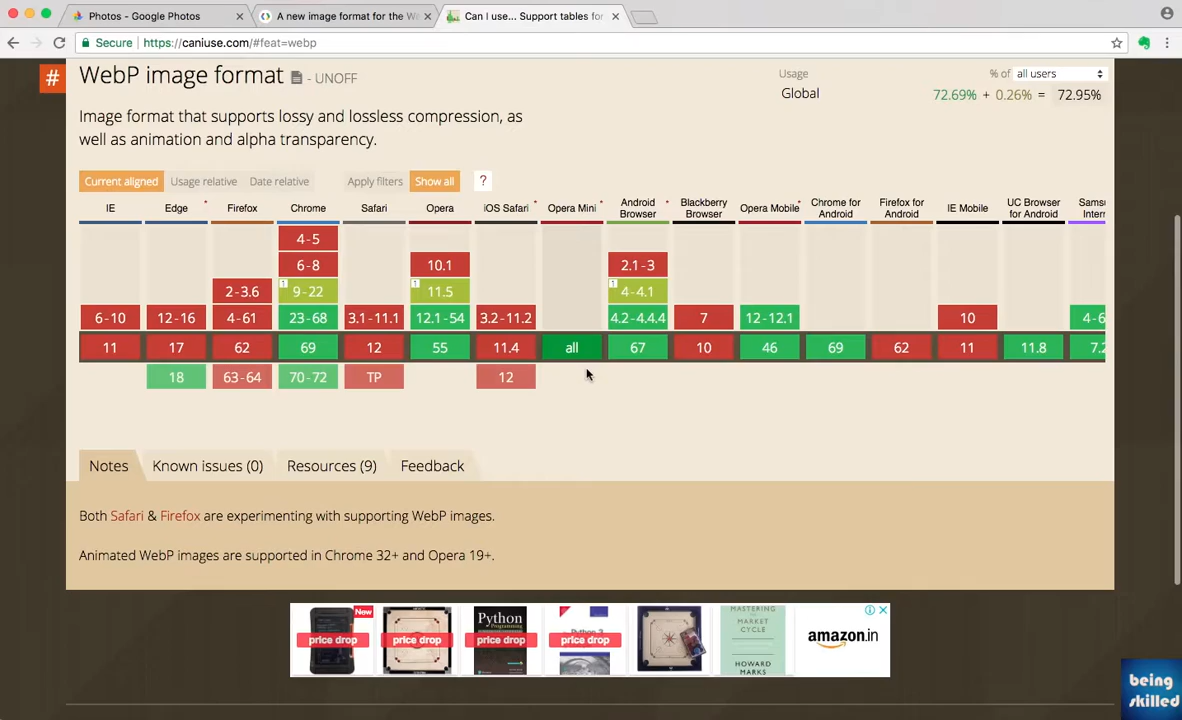 Photos - Google Photos
A new image format for the W
Can I use... Support tables for
Secure
https://caniuse.com/#feat=webp
#
WebP image format - UNOFF
Usage
% of all users
Global
72.69% + 0.26% = 72.95%
Image format that supports lossy and lossless compression, as
well as animation and alpha transparency.
Current aligned Usage relative Date relative Apply filters Show all ?
IE Edge * Firefox Chrome Safari Opera iOS Safari * Opera Mini * Android Browser * Blackberry Browser Opera Mobile * Chrome for Android Firefox for Android IE Mobile UC Browser for Android
4-5
6-8 10.1 2.1-3
2-3.6 1 9-22 1 11.5 1 4-4.1
6-10 12-16 4-61 23-68 3.1-11.1 12.1-54 3.2-11.2 4.2-4.4.4 7 12-12.1 10 4-6
11 17 62 69 12 55 11.4 all 67 10 46 69 62 11 11.8 7.2
18 63-64 70-72 TP 12
Notes Known issues (0) Resources (9) Feedback
Both Safari & Firefox are experimenting with supporting WebP images.
Animated WebP images are supported in Chrome 32+ and Opera 19+.
New
price drop price drop price drop price drop
Python
PROGRAMMING
MASTERING
MARKET
CYCLE
HOWARD
MARKS
amazon.in
being
skilled